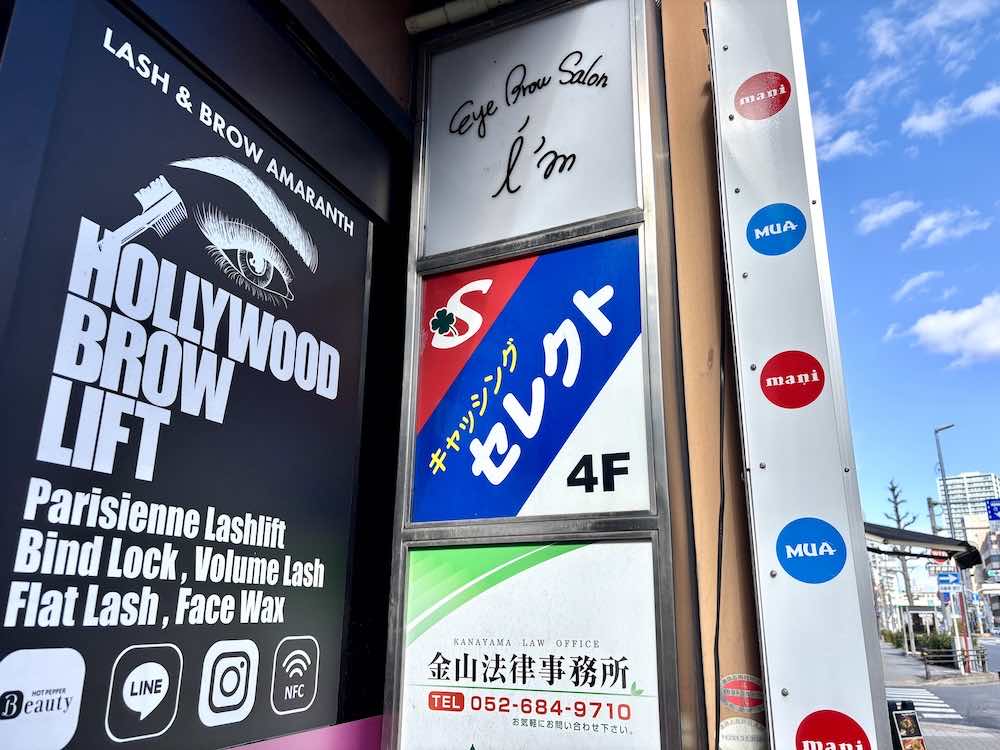 LASH & BROW AMARANTH
HOLLYWOOD
BROW
LIFT
Parisienne Lashlift
Bind Lock , Volume Lash
Flat Lash , Face Wax
HOT PEPPER
Beauty
LINE
NFC
Eye Brow Salon
I'm
S
キャッシング
セレクト
4F
KANAYAMA LAW OFFICE
金山法律事務所
TEL 052-684-9710
お気軽にお問い合わせ下さい。
mani
MUA
mani
MUA
mani